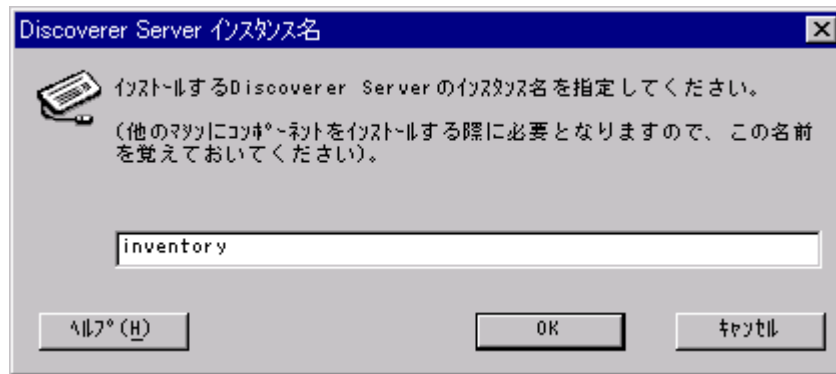 Discoverer Server ｲﾝｽﾀﾝｽ名
ｲﾝｽﾄｰﾙするDiscoverer Serverのｲﾝｽﾀﾝｽ名を指定してください。
(他のﾏｼﾝにｺﾝﾎﾟｰﾈﾝﾄをｲﾝｽﾄｰﾙする際に必要となりますので、この名前
を覚えておいてください)。
inventory
ﾍﾙﾌﾟ(H)
OK
ｷｬﾝｾﾙ